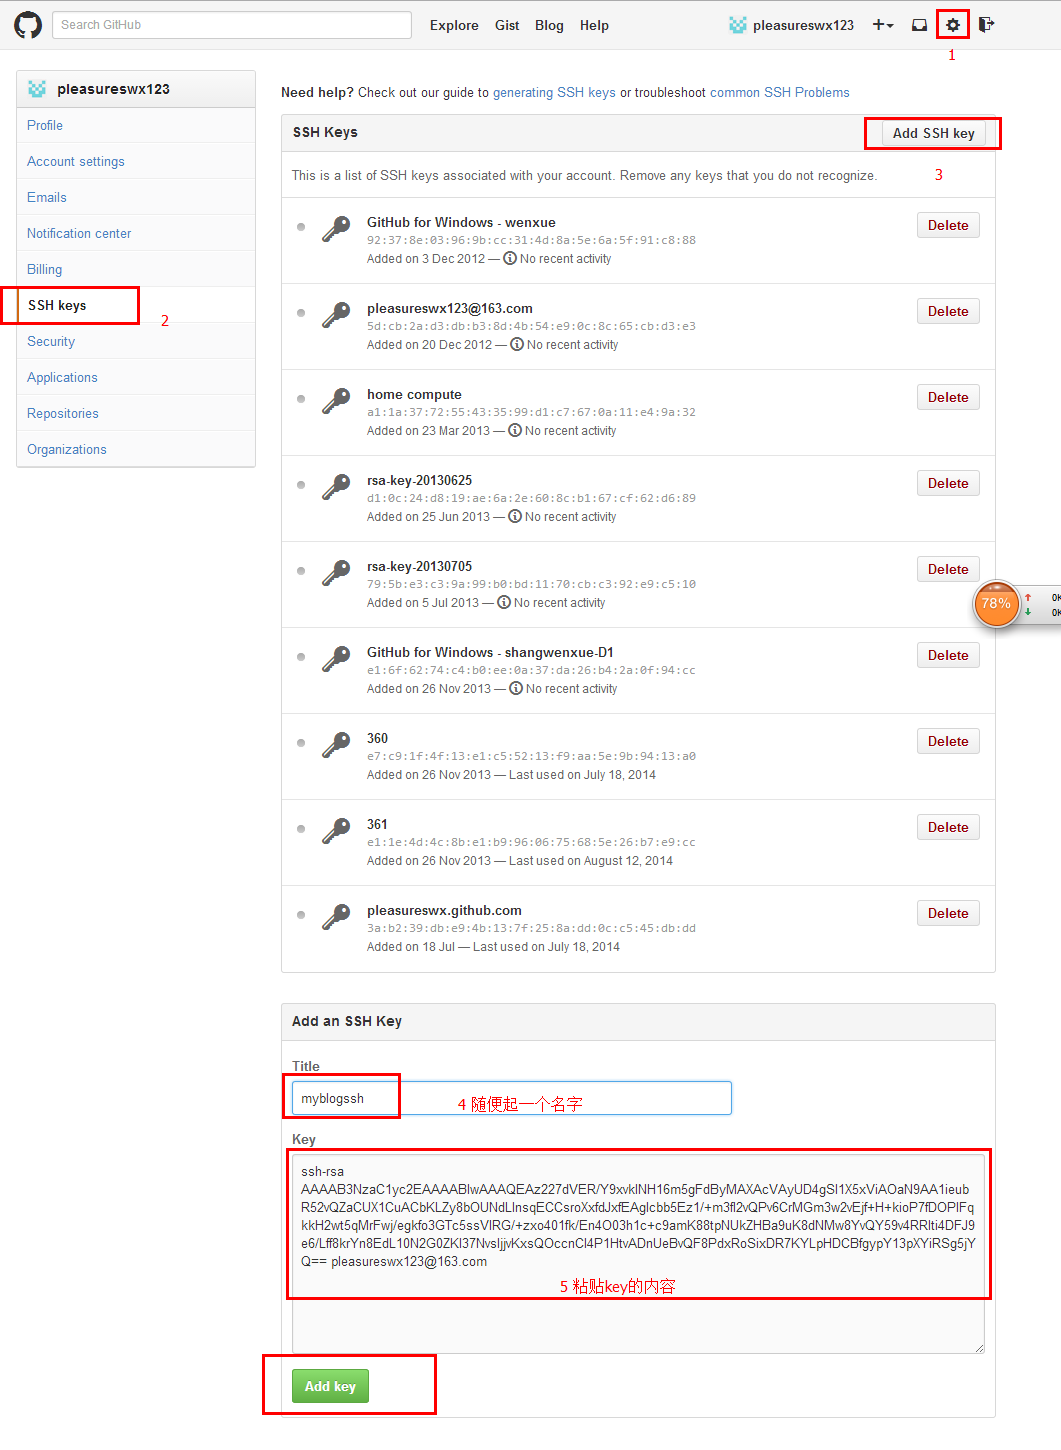 Search GitHub
Explore Gist Blog Help
pleasureswx123
1
pleasureswx123
Profile
Account settings
Emails
Notification center
Billing
SSH keys
2
Security
Applications
Repositories
Organizations
Need help? Check out our guide to generating SSH keys or troubleshoot common SSH Problems
SSH Keys
Add SSH key
This is a list of SSH keys associated with your account. Remove any keys that you do not recognize.
3
GitHub for Windows - wenxue
92:37:8e:03:96:9b:cc:31:4d:8a:5e:6a:5f:91:c8:88
Added on 3 Dec 2012 — No recent activity
Delete
pleasureswx123@163.com
5d:cb:2a:d3:db:b3:8d:4b:54:e9:0c:8c:65:cb:d3:e3
Added on 20 Dec 2012 — No recent activity
Delete
home compute
a1:1a:37:72:55:43:35:99:d1:c7:67:0a:11:e4:9a:32
Added on 23 Mar 2013 — No recent activity
Delete
rsa-key-20130625
d1:0c:24:d8:19:ae:6a:2e:60:8c:b1:67:cf:62:d6:89
Added on 25 Jun 2013 — No recent activity
Delete
rsa-key-20130705
79:5b:e3:c3:9a:99:b0:bd:11:70:cb:c3:92:e9:c5:10
Added on 5 Jul 2013 — No recent activity
Delete
78%
0K
0K
GitHub for Windows - shangwenxue-D1
e1:6f:62:74:c4:b0:ee:0a:37:da:26:b4:2a:0f:94:cc
Added on 26 Nov 2013 — No recent activity
Delete
360
e7:c9:1f:4f:13:e1:c5:52:13:f9:aa:5e:9b:94:13:a0
Added on 26 Nov 2013 — Last used on July 18, 2014
Delete
361
e1:1e:4d:4c:8b:e1:b9:96:06:75:68:5e:26:b7:e9:cc
Added on 26 Nov 2013 — Last used on August 12, 2014
Delete
pleasureswx.github.com
3a:b2:39:db:e9:4b:13:7f:25:8a:dd:0c:c5:45:db:dd
Added on 18 Jul — Last used on July 18, 2014
Delete
Add an SSH Key
Title
myblogssh
4 随便起一个名字
Key
ssh-rsa
AAAAB3NzaC1yc2EAAAABIwAAAQEAz227dVER/Y9xvklNH16m5gFdByMAXAcVAyUD4gSl1X5xViAOaN9AA1ieub
R52vQZaCUX1CuACbKLZy8bOUNdLlnsqECCsroXxfdJxfEAglcbb5Ez1/+m3fl2vQPv6CrMGm3w2vEjf+H+kioP7fDOPlFq
kkH2wt5qMrFwj/egkfo3GTc5ssVlRG/+zxo401fk/En4O03h1c+c9amK88tpNUkZHBa9uK8dNMw8YvQY59v4RRlti4DFJ9
e6/Lff8krYn8EdL10N2G0ZKl37NvsljjvKxsQOccnCl4P1HtvADnUeBvQF8PdxRoSixDR7KYLpHDCBfgypY13pXYiRSg5jY
Q== pleasureswx123@163.com
5 粘贴key的内容
Add key